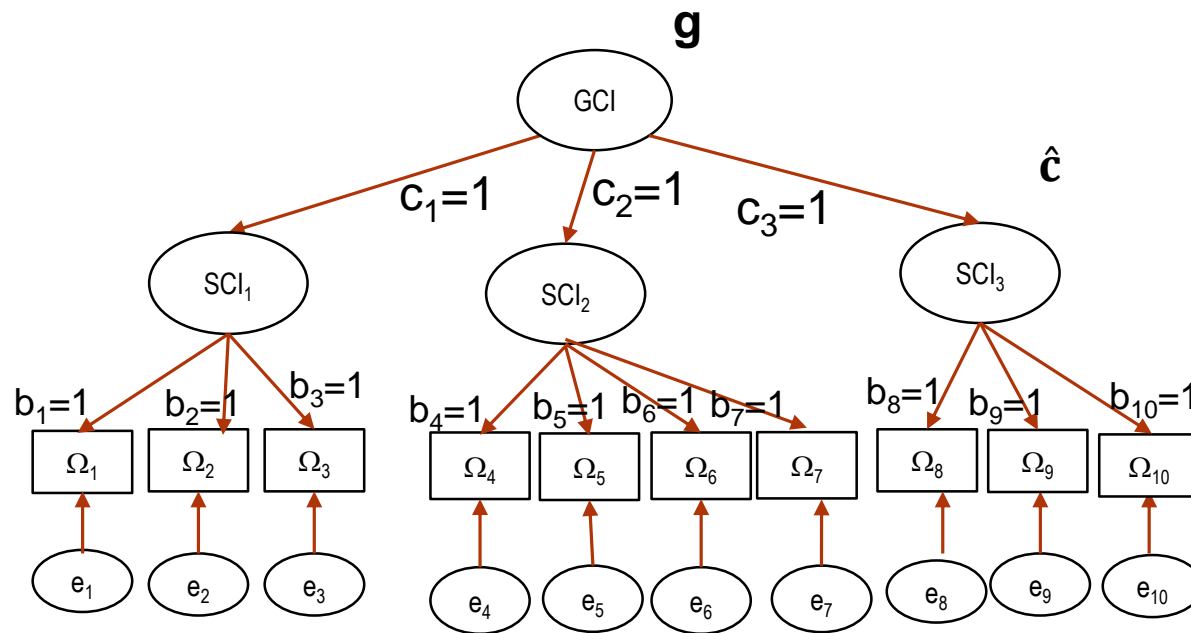 g
GCI
ĉ
c₁=1 c₂=1 c₃=1
SCI₁ SCI₂ SCI₃
b₁=1 b₂=1 b₃=1 b₄=1 b₅=1 b₆=1 b₇=1 b₈=1 b₉=1 b₁₀=1
Ω₁ Ω₂ Ω₃ Ω₄ Ω₅ Ω₆ Ω₇ Ω₈ Ω₉ Ω₁₀
e₁ e₂ e₃ e₄ e₅ e₆ e₇ e₈ e₉ e₁₀